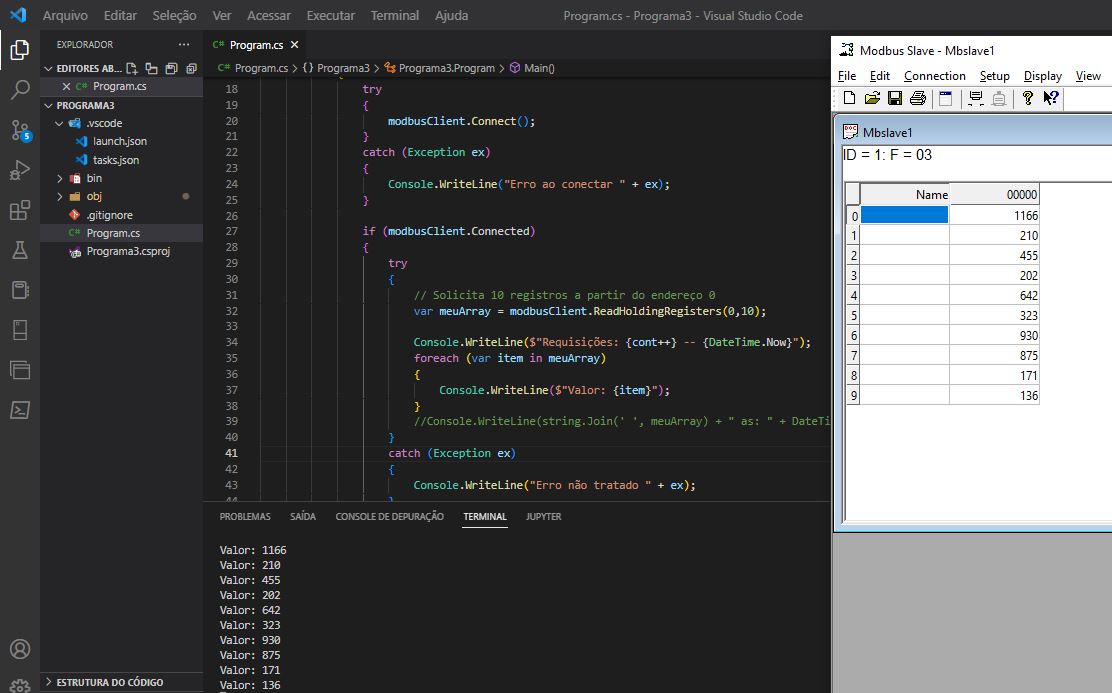 Arquivo Editar Seleção Ver Acessar Executar Terminal Ajuda
Program.cs - Programa3 - Visual Studio Code
EXPLORADOR ···
EDITORES AB...
C# Program.cs
PROGRAMA3
.vscode
launch.json
tasks.json
bin
obj
.gitignore
C# Program.cs
Programa3.csproj
5
ESTRUTURA DO CÓDIGO
C# Program.cs
C# Program.cs > {} Programa3 > Programa3.Program > Main()
18 try
19 {
20 modbusClient.Connect();
21 }
22 catch (Exception ex)
23 {
24 Console.WriteLine("Erro ao conectar " + ex);
25 }
26
27 if (modbusClient.Connected)
28 {
29 try
30 {
31 // Solicita 10 registros a partir do endereço 0
32 var meuArray = modbusClient.ReadHoldingRegisters(0,10);
33
34 Console.WriteLine($"Requisições: {cont++} -- {DateTime.Now}");
35 foreach (var item in meuArray)
36 {
37 Console.WriteLine($"Valor: {item}");
38 }
39 //Console.WriteLine(string.Join(' ', meuArray) + " as: " + DateTi
40 }
41 catch (Exception ex)
42 {
43 Console.WriteLine("Erro não tratado " + ex);
44 }
PROBLEMAS SAÍDA CONSOLE DE DEPURAÇÃO TERMINAL JUPYTER
Valor: 1166
Valor: 210
Valor: 455
Valor: 202
Valor: 642
Valor: 323
Valor: 930
Valor: 875
Valor: 171
Valor: 136
Modbus Slave - Mbslave1
File Edit Connection Setup Display View
Mbslave1
ID = 1: F = 03
Name 00000
0 1166
1 210
2 455
3 202
4 642
5 323
6 930
7 875
8 171
9 136